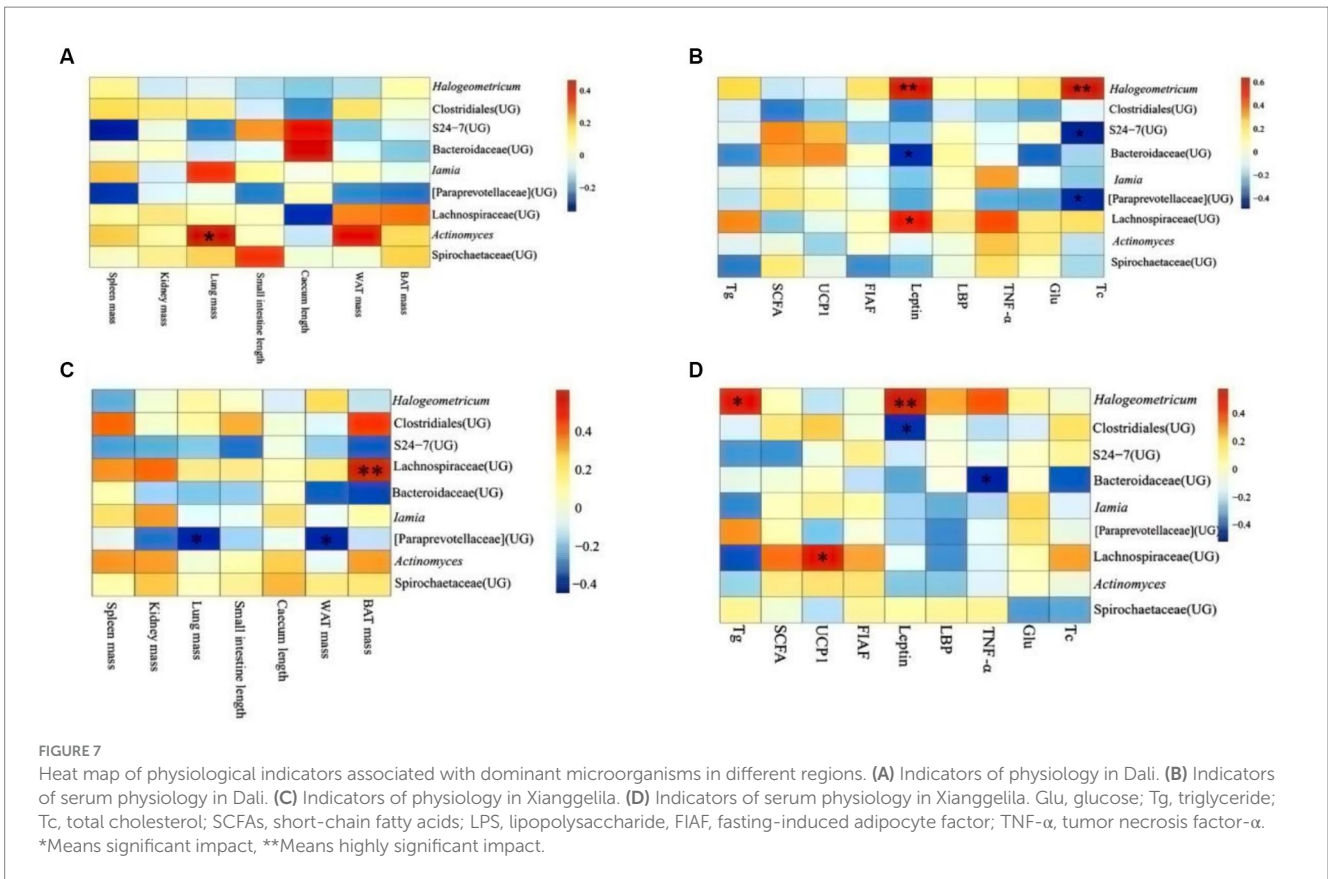 A
Halogeometricum
Clostridiales(UG)
S24-7(UG)
Bacteroidaceae(UG)
Iamia
[Paraprevotellaceae](UG)
Lachnospiraceae(UG)
Actinomyces
Spirochaetaceae(UG)
*
0.4
0.2
0
-0.2
Spleen mass
Kidney mass
Lung mass
Small intestine length
Caecum length
WAT mass
BAT mass
B
Halogeometricum
Clostridiales(UG)
S24-7(UG)
Bacteroidaceae(UG)
Iamia
[Paraprevotellaceae](UG)
Lachnospiraceae(UG)
Actinomyces
Spirochaetaceae(UG)
** **
*
*
*
*
0.6
0.4
0.2
0
-0.2
-0.4
Tg
SCFA
UCP1
FIAF
Leptin
LBP
TNF-α
Glu
Tc
C
Halogeometricum
Clostridiales(UG)
S24-7(UG)
Lachnospiraceae(UG)
Bacteroidaceae(UG)
Iamia
[Paraprevotellaceae](UG)
Actinomyces
Spirochaetaceae(UG)
**
* *
0.4
0.2
0
-0.2
-0.4
Spleen mass
Kidney mass
Lung mass
Small intestine length
Caecum length
WAT mass
BAT mass
D
Halogeometricum
Clostridiales(UG)
S24-7(UG)
Bacteroidaceae(UG)
Iamia
[Paraprevotellaceae](UG)
Lachnospiraceae(UG)
Actinomyces
Spirochaetaceae(UG)
* **
*
*
*
0.4
0.2
0
-0.2
-0.4
Tg
SCFA
UCP1
FIAF
Leptin
LBP
TNF-α
Glu
Tc
FIGURE 7
Heat map of physiological indicators associated with dominant microorganisms in different regions. (A) Indicators of physiology in Dali. (B) Indicators
of serum physiology in Dali. (C) Indicators of physiology in Xianggelila. (D) Indicators of serum physiology in Xianggelila. Glu, glucose; Tg, triglyceride;
Tc, total cholesterol; SCFAs, short-chain fatty acids; LPS, lipopolysaccharide, FIAF, fasting-induced adipocyte factor; TNF-α, tumor necrosis factor-α.
*Means significant impact, **Means highly significant impact.